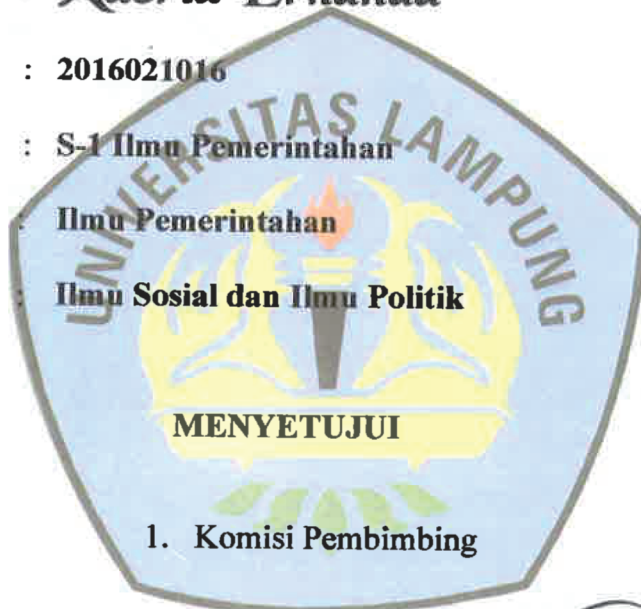 : 2016021016
: S-1 Ilmu Pemerintahan
: Ilmu Pemerintahan
: Ilmu Sosial dan Ilmu Politik
UNIVERSITAS LAMPUNG
MENYETUJUI
1. Komisi Pembimbing